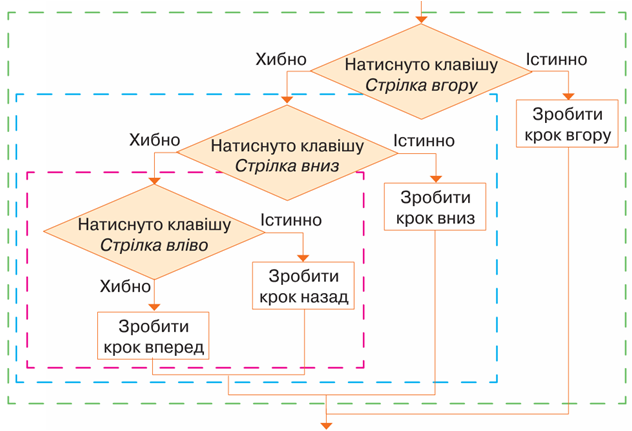 Натиснуто клавішу
Стрілка вгору
Хибно
Істинно
Зробити
крок вгору
Натиснуто клавішу
Стрілка вниз
Хибно
Істинно
Зробити
крок вниз
Натиснуто клавішу
Стрілка вліво
Істинно
Зробити
крок назад
Хибно
Зробити
крок вперед